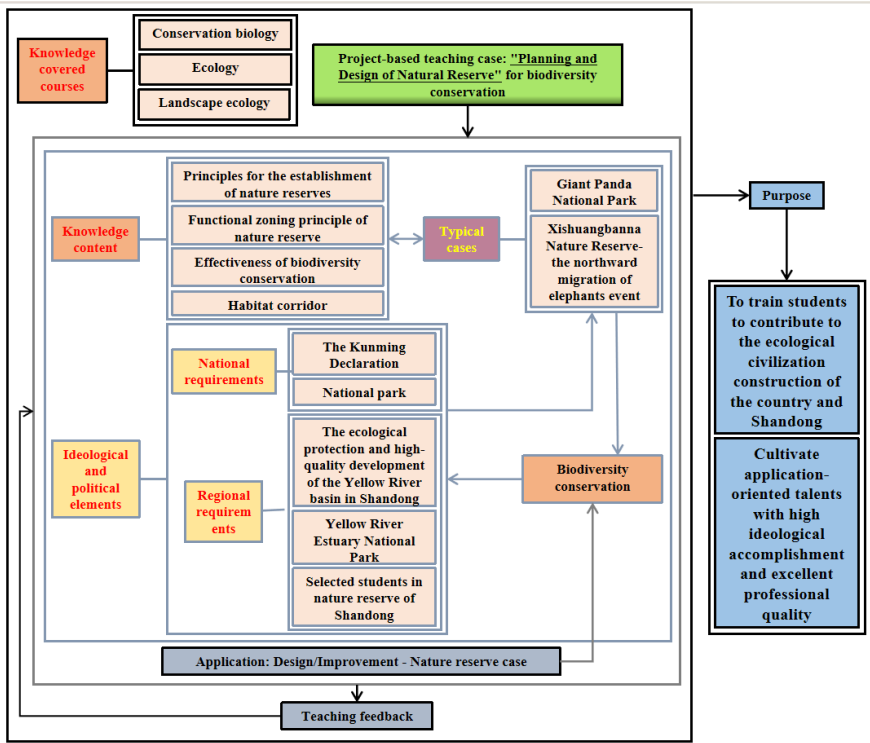 Knowledge
covered
courses
Conservation biology
Ecology
Landscape ecology
Project-based teaching case: "Planning and
Design of Natural Reserve" for biodiversity
conservation
Knowledge
content
Principles for the establishment
of nature reserves
Functional zoning principle of
nature reserve
Effectiveness of biodiversity
conservation
Habitat corridor
Typical
cases
Giant Panda
National Park
Xishuangbanna
Nature Reserve-
the northward
migration of
elephants event
Ideological
and
political
elements
National
requirements
The Kunming
Declaration
National park
Regional
requirem
ents
The ecological
protection and high-
quality development
of the Yellow River
basin in Shandong
Yellow River
Estuary National
Park
Selected students in
nature reserve of
Shandong
Biodiversity
conservation
Application: Design/Improvement - Nature reserve case
Teaching feedback
Purpose
To train students
to contribute to
the ecological
civilization
construction of
the country and
Shandong
Cultivate
application-
oriented talents
with high
ideological
accomplishment
and excellent
professional
quality